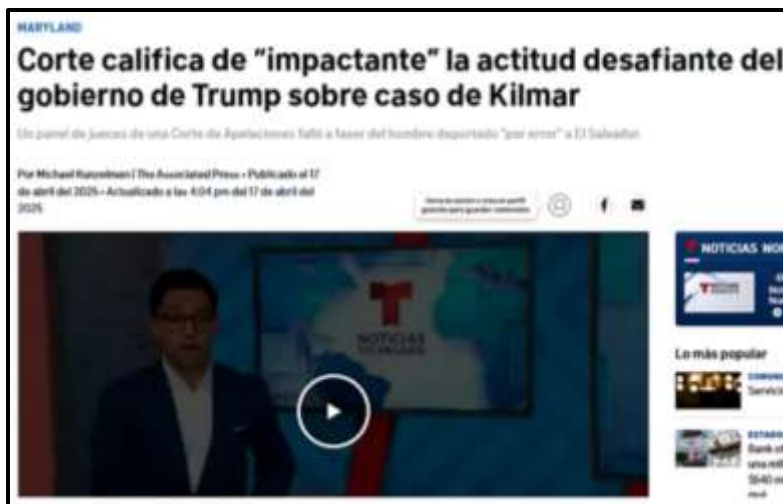 MARYLAND
Corte califica de "impactante" la actitud desafiante del
gobierno de Trump sobre caso de Kilmar
Un panel de jueces de una Corte de Apelaciones falló a favor del hombre deportado "por error" a El Salvador.
Por Michael Kunzelman | The Associated Press • Publicado el 17
de abril del 2025 • Actualizado a las 4:04 pm del 17 de abril del
2025
NOTICIAS
NOTICIAS
Lo más popular